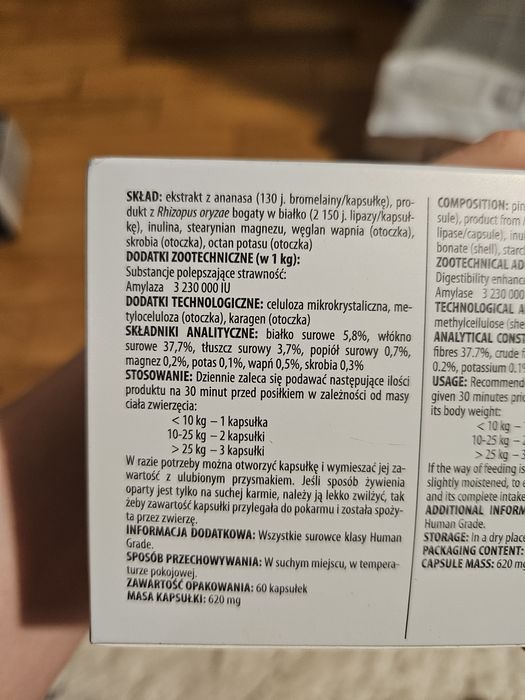 SKŁAD: ekstrakt z ananasa (130 j. bromelainy/kapsułkę), pro-
dukt z Rhizopus oryzae bogaty w białko (2 150 j. lipazy/kapsuł-
kę), inulina, stearynian magnezu, węglan wapnia (otoczka),
skrobia (otoczka), octan potasu (otoczka)
DODATKI ZOOTECHNICZNE (w 1 kg):
Substancje polepszające strawność:
Amylaza 3 230 000 IU
DODATKI TECHNOLOGICZNE: celuloza mikrokrystaliczna, me-
tyloceluloza (otoczka), karagen (otoczka)
SKŁADNIKI ANALITYCZNE: białko surowe 5,8%, włókno
surowe 37,7%, tłuszcz surowy 3,7%, popiół surowy 0,7%,
magnez 0,2%, potas 0,1%, wapń 0,5%, skrobia 0,3%
STOSOWANIE: Dziennie zaleca się podawać następujące ilości
produktu na 30 minut przed posiłkiem w zależności od masy
ciała zwierzęcia:
< 10 kg – 1 kapsułka
10-25 kg – 2 kapsułki
> 25 kg – 3 kapsułki
W razie potrzeby można otworzyć kapsułkę i wymieszać jej za-
wartość z ulubionym przysmakiem. Jeśli sposób żywienia
oparty jest tylko na suchej karmie, należy ją lekko zwilżyć, tak
żeby zawartość kapsułki przylegała do pokarmu i została spoży-
ta przez zwierzę.
INFORMACJA DODATKOWA: Wszystkie surowce klasy Human
Grade.
SPOSÓB PRZECHOWYWANIA: W suchym miejscu, w tempera-
turze pokojowej.
ZAWARTOŚĆ OPAKOWANIA: 60 kapsułek
MASA KAPSUŁKI: 620 mg
COMPOSITION: pin
sule), product from
lipase/capsule), inu
bonate (shell), starc
ZOOTECHNICAL AD
Digestibility enhanc
Amylase 3 230 000
TECHNOLOGICAL A
methylcellulose (she
ANALYTICAL CONST
fibres 37.7%, crude f
0.2%, potassium 0.1%
USAGE: Recommend
given 30 minutes prio
its body weight:
< 10 kg –
10-25 kg –
> 25 kg – 3
If the way of feeding is
slightly moistened, to e
and its complete intake
ADDITIONAL INFORM
Human Grade.
STORAGE: In a dry place
PACKAGING CONTENT:
CAPSULE MASS: 620 mg